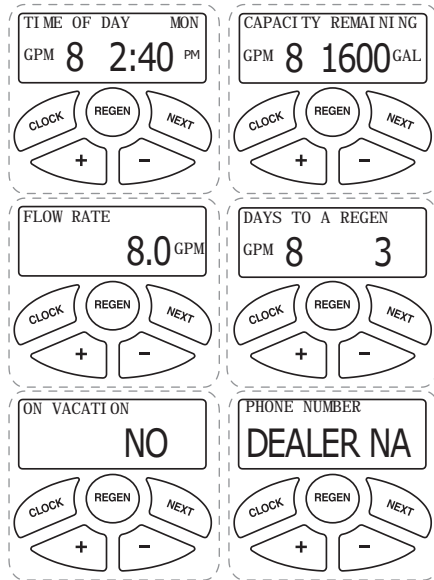 TIME OF DAY MON
GPM 8 2:40 PM
CLOCK REGEN NEXT
+ −
CAPACITY REMAINING
GPM 8 1600 GAL
CLOCK REGEN NEXT
+ −
FLOW RATE
8.0 GPM
CLOCK REGEN NEXT
+ −
DAYS TO A REGEN
GPM 8 3
CLOCK REGEN NEXT
+ −
ON VACATION
NO
CLOCK REGEN NEXT
+ −
PHONE NUMBER
DEALER NA
CLOCK REGEN NEXT
+ −